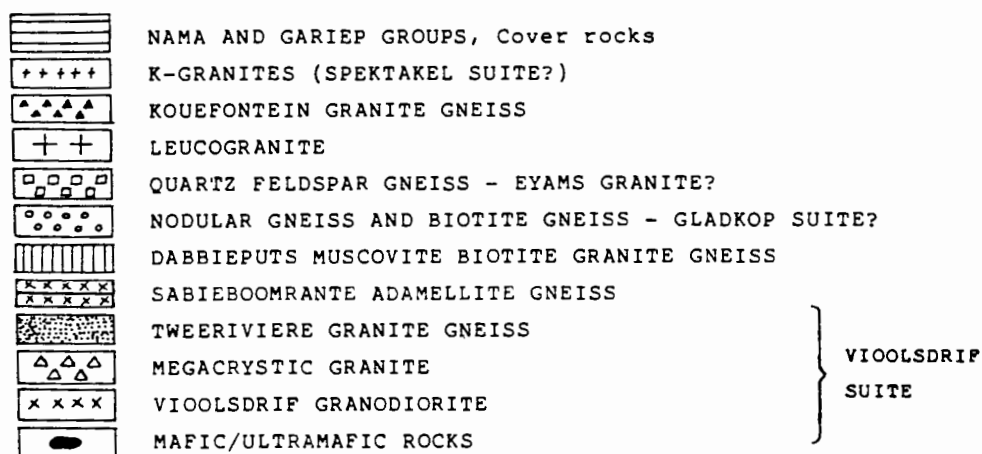 NAMA AND GARIEP GROUPS, Cover rocks
K-GRANITES (SPEKTAKEL SUITE?)
KOUEFONTEIN GRANITE GNEISS
LEUCOGRANITE
QUARTZ FELDSPAR GNEISS - EYAMS GRANITE?
NODULAR GNEISS AND BIOTITE GNEISS - GLADKOP SUITE?
DABBIEPUTS MUSCOVITE BIOTITE GRANITE GNEISS
SABIEBOOMRANTE ADAMELLITE GNEISS
TWEERIVIERE GRANITE GNEISS
MEGACRYSTIC GRANITE
VIOOLSDRIF GRANODIORITE
MAFIC/ULTRAMAFIC ROCKS
VIOOLSDRIF
SUITE